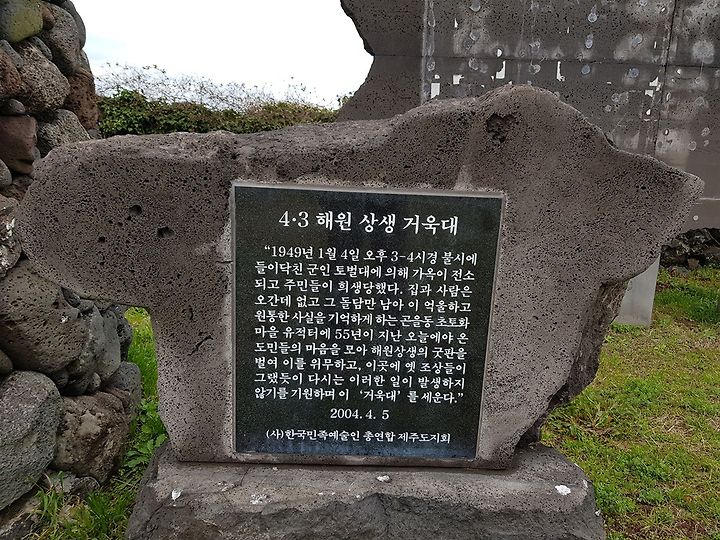 4·3 해원 상생 거욱대
“1949년 1월 4일 오후 3-4시경 불시에
들이닥친 군인 토벌대에 의해 가옥이 전소
되고 주민들이 희생당했다. 집과 사람은
오간데 없고 그 돌담만 남아 이 억울하고
원통한 사실을 기억하게 하는 곤을동 초토화
마을 유적터에 55년이 지난 오늘에야 온
도민들의 마음을 모아 해원상생의 굿판을
벌여 이를 위무하고, 이곳에 옛 조상들이
그랬듯이 다시는 이러한 일이 발생하지
않기를 기원하며 이 ‘거욱대’를 세운다.”
2004. 4. 5
(사)한국민족예술인 총연합 제주도지회